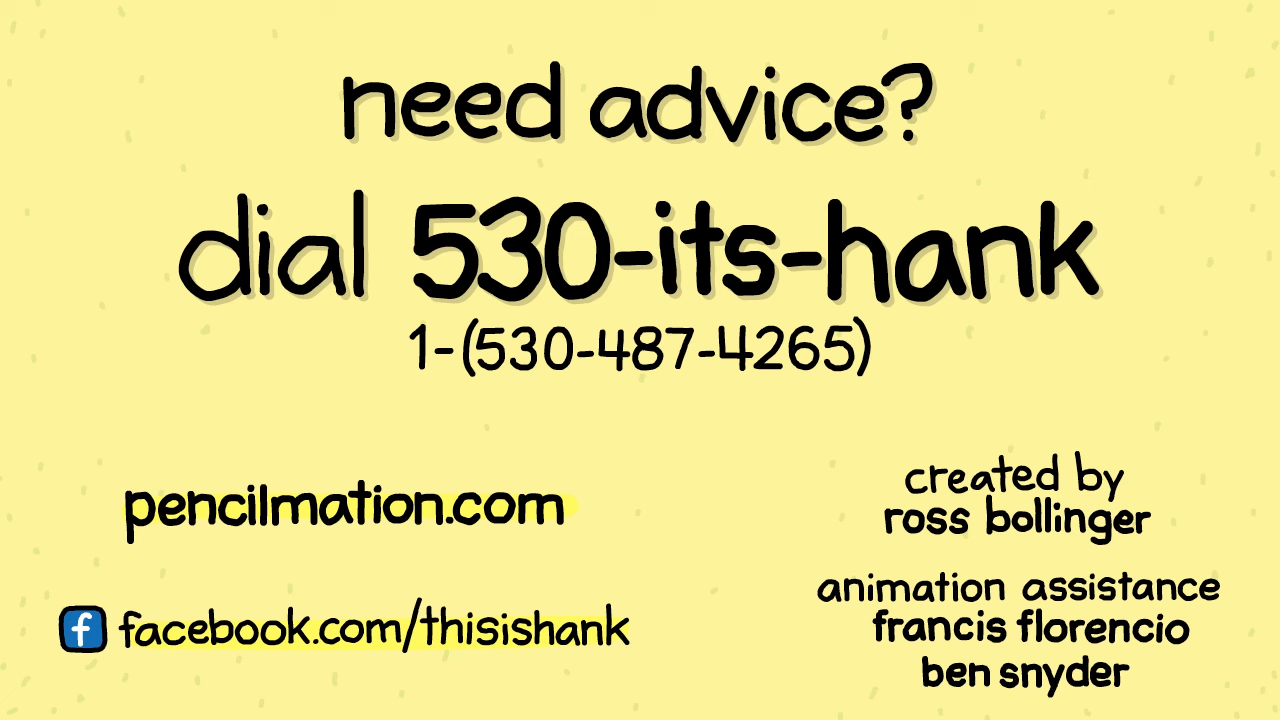 need advice?
dial 530-its-hank
1-(530-487-4265)
pencilmation.com
f facebook.com/thisishank
created by
ross bollinger
animation assistance
francis florencio
ben snyder